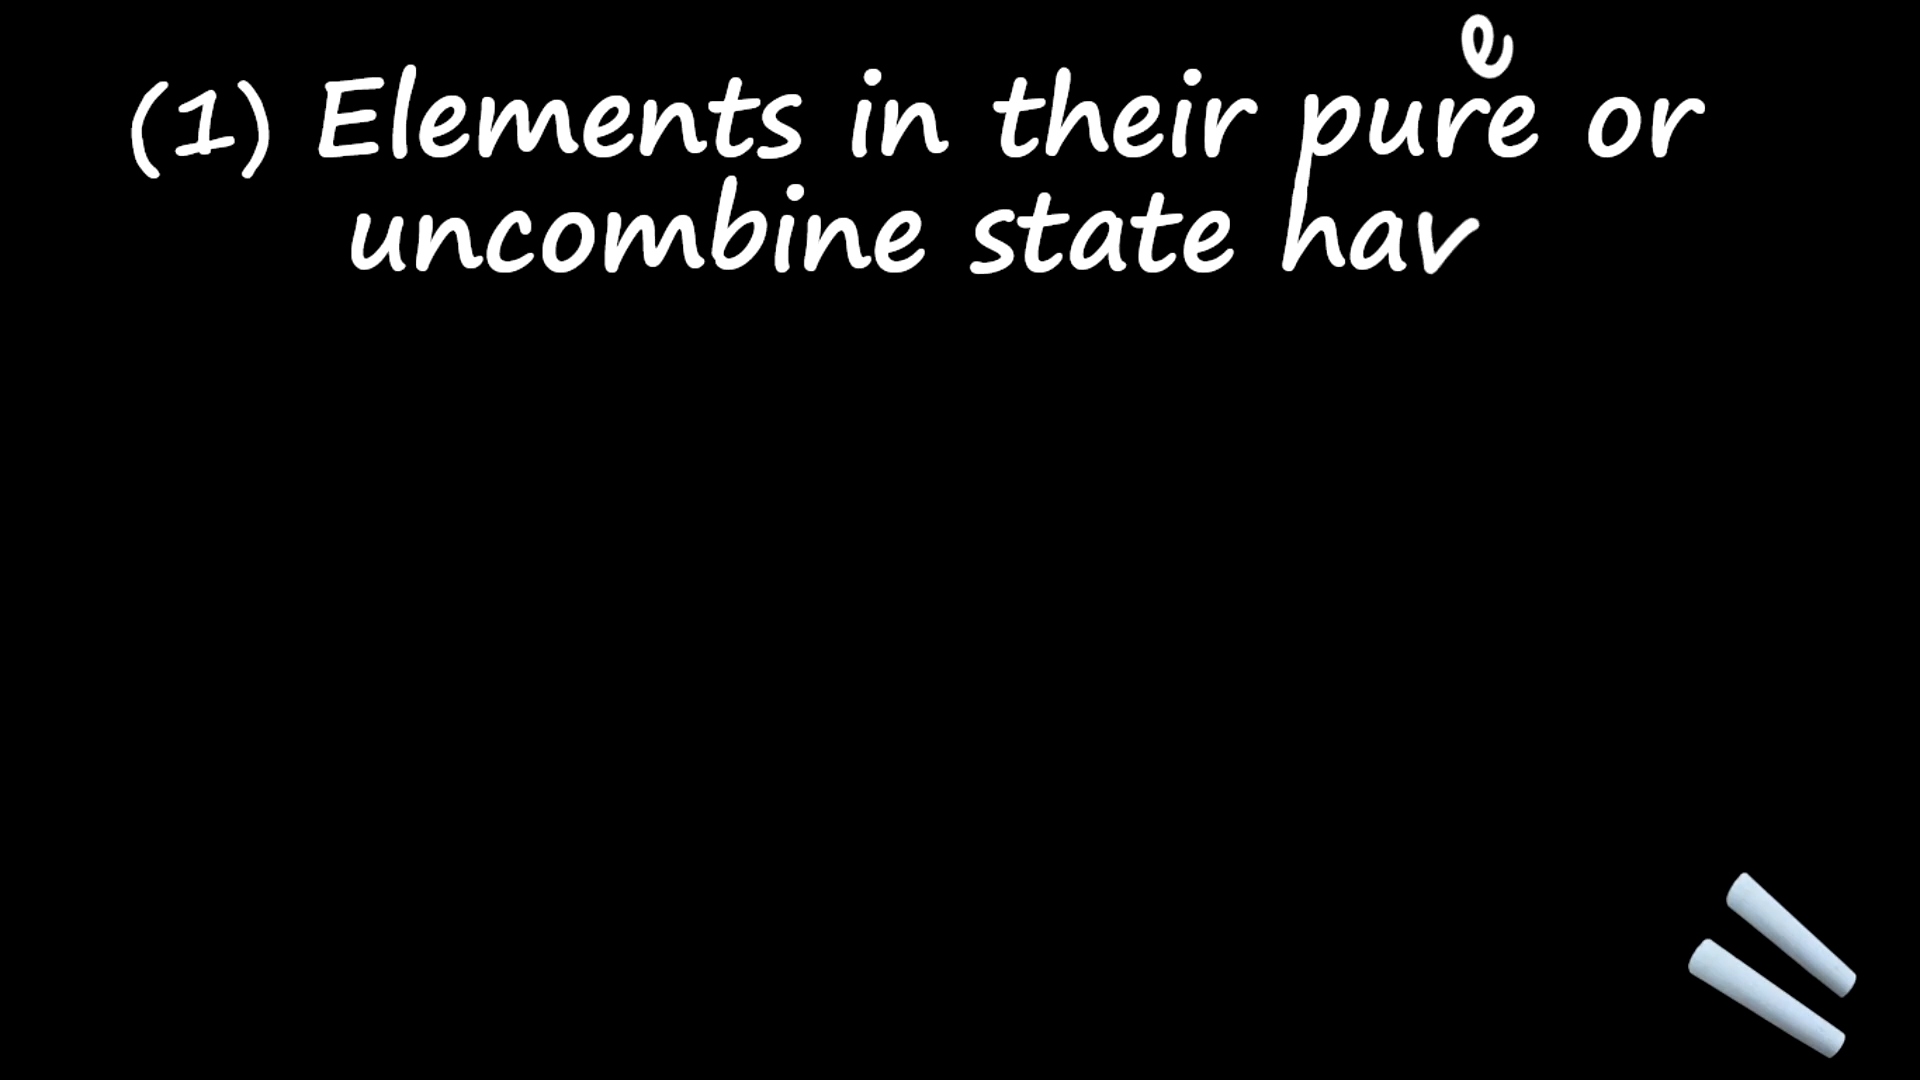 (1) Elements in their pure or
uncombine state hav
e